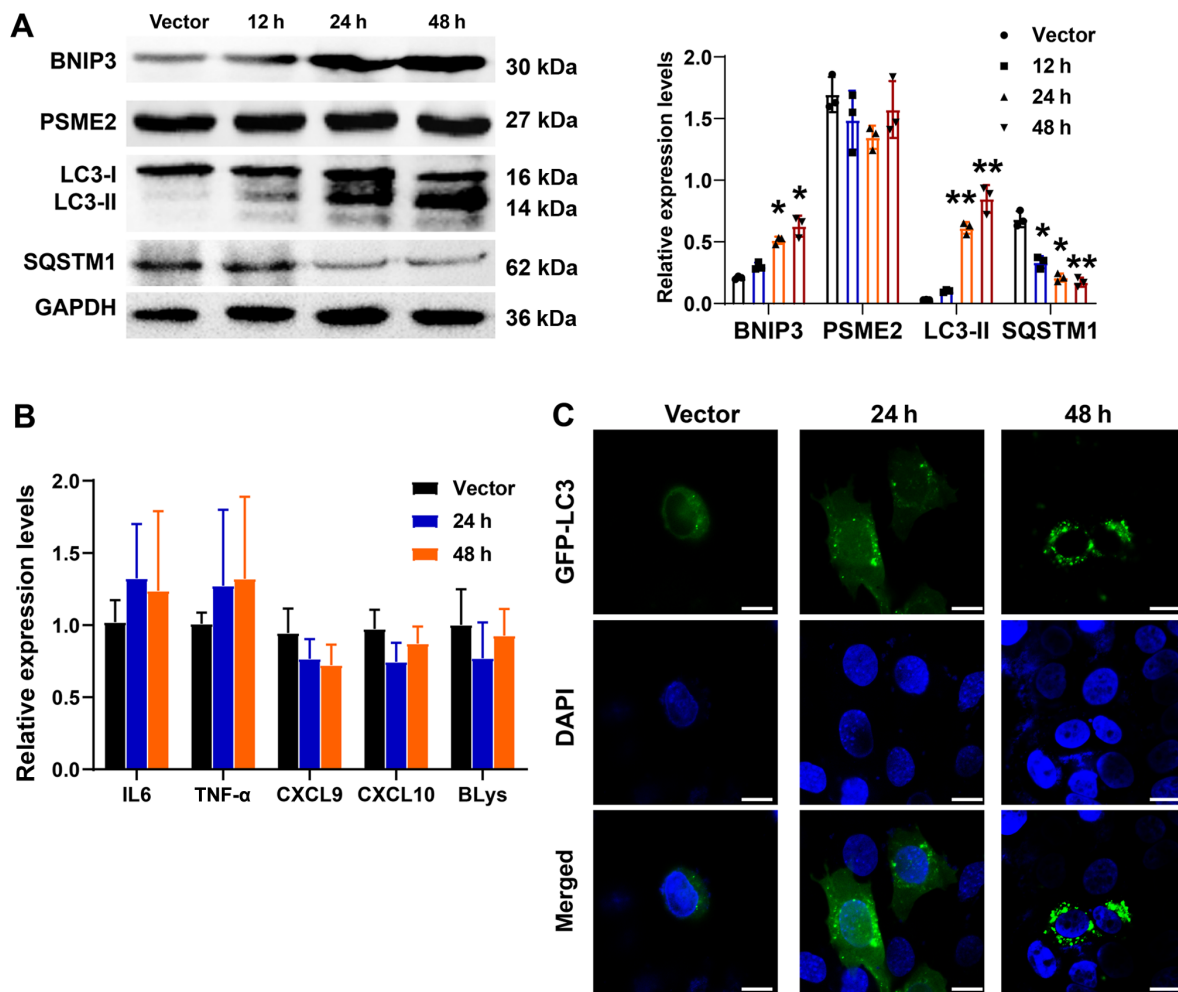 A
Vector 12 h 24 h 48 h
BNIP3 30 kDa
PSME2 27 kDa
LC3-I 16 kDa
LC3-II 14 kDa
SQSTM1 62 kDa
GAPDH 36 kDa
Relative expression levels
2.0
1.5
1.0
0.5
0.0
Vector
12 h
24 h
48 h
* * ** ** * * **
BNIP3 PSME2 LC3-II SQSTM1
B
Relative expression levels
2.0
1.5
1.0
0.5
0.0
Vector
24 h
48 h
IL6 TNF-α CXCL9 CXCL10 BLys
C
Vector 24 h 48 h
GFP-LC3
DAPI
Merged